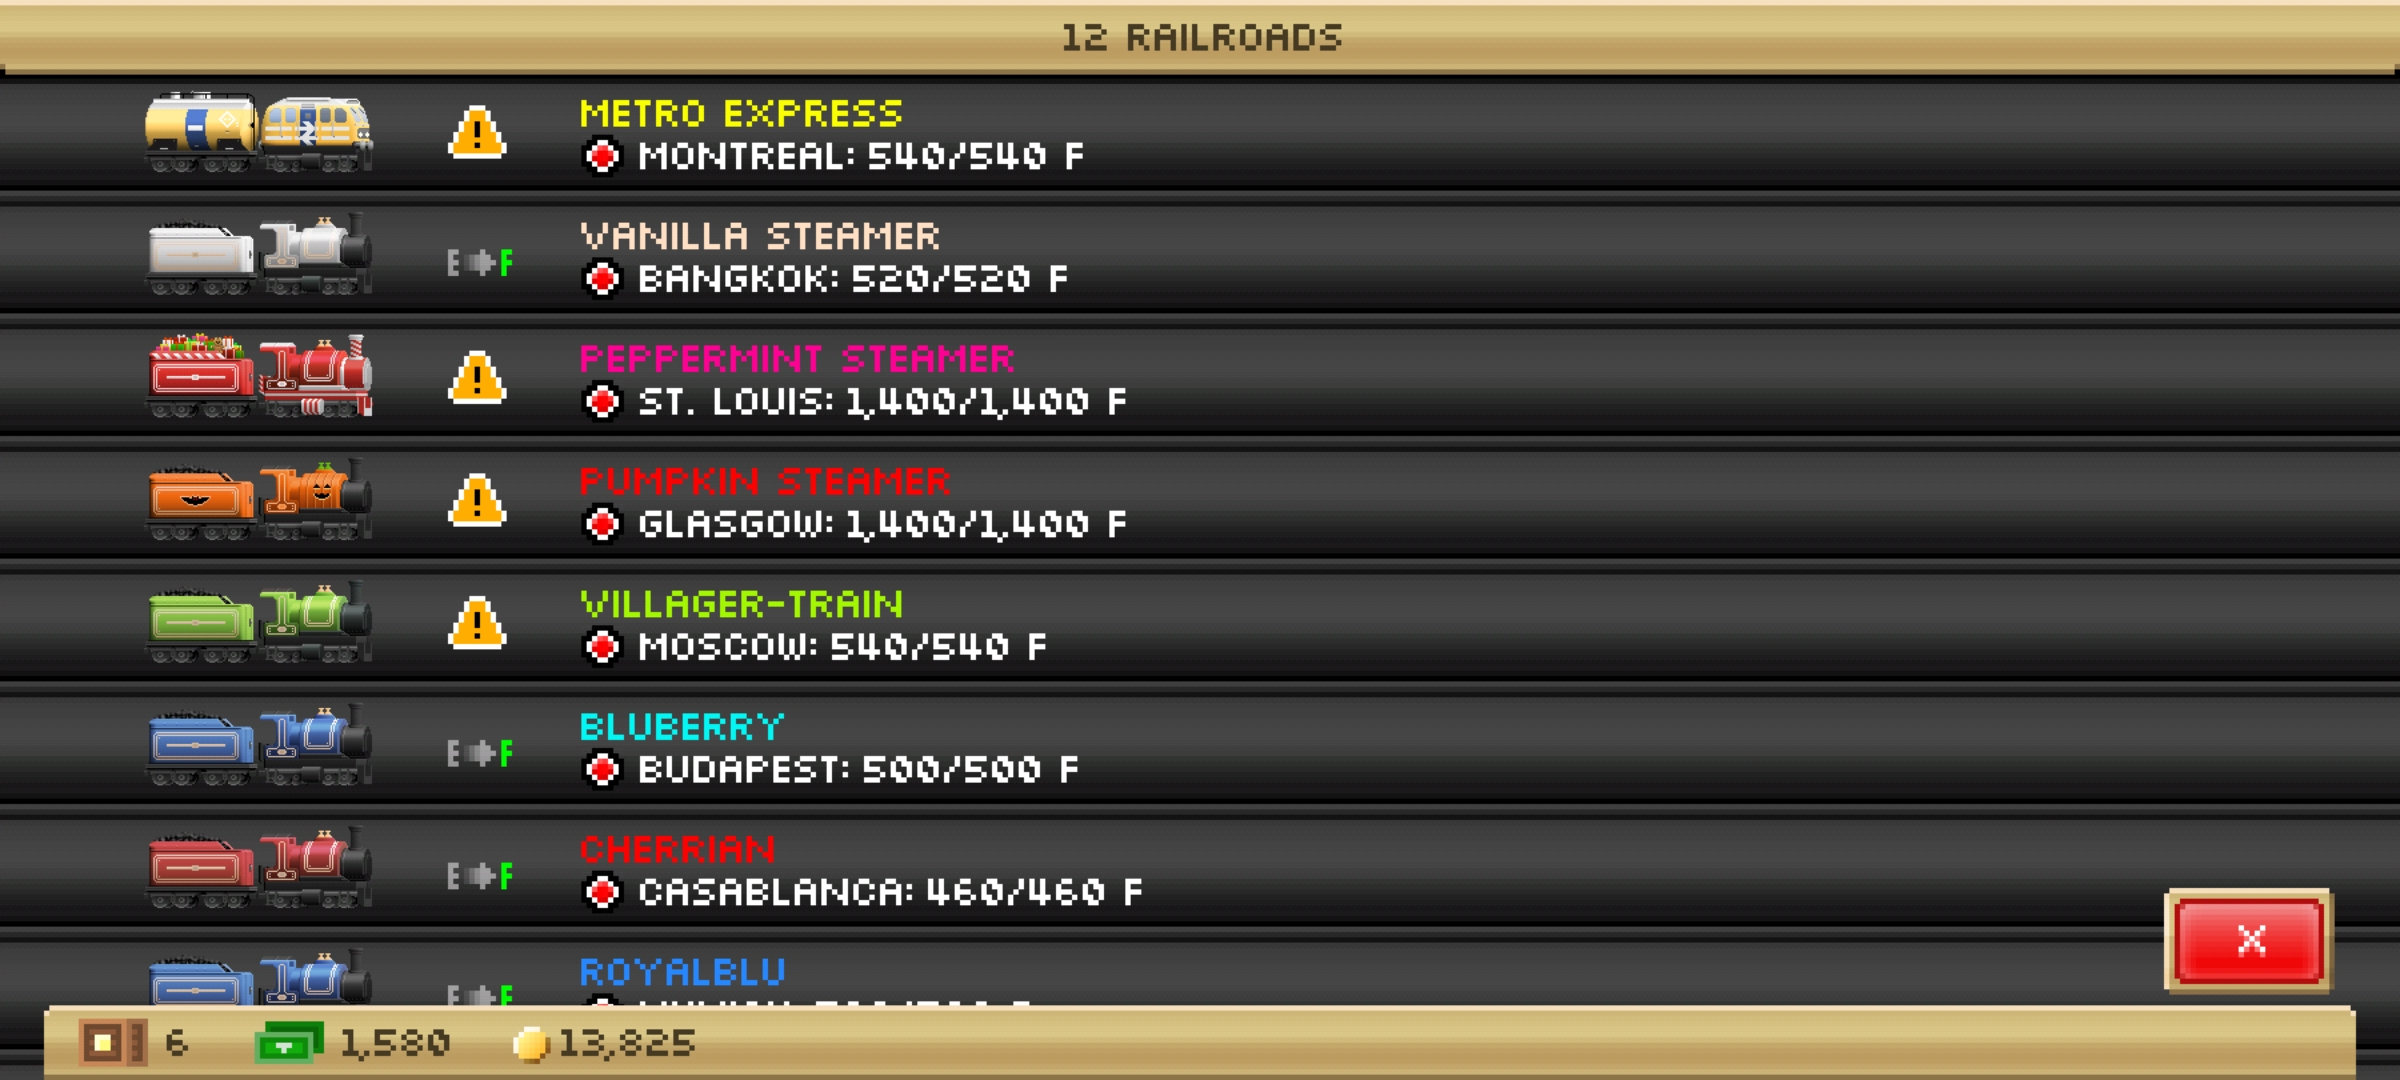 12 RAILROADS
METRO EXPRESS
MONTREAL: 540/540 F
E F
VANILLA STEAMER
BANGKOK: 520/520 F
PEPPERMINT STEAMER
ST. LOUIS: 1,400/1,400 F
PUMPKIN STEAMER
GLASGOW: 1,400/1,400 F
VILLAGER-TRAIN
MOSCOW: 540/540 F
E F
BLUBERRY
BUDAPEST: 500/500 F
E F
CHERRIAN
CASABLANCA: 460/460 F
X
E F
ROYALBLU
6 1,580 13,825